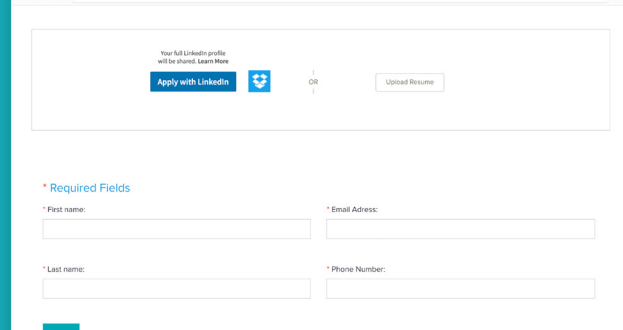 Your full LinkedIn profile
will be shared. Learn More
Apply with LinkedIn
OR
Upload Resume
* Required Fields
* First name:
* Email Adress:
* Last name:
* Phone Number: